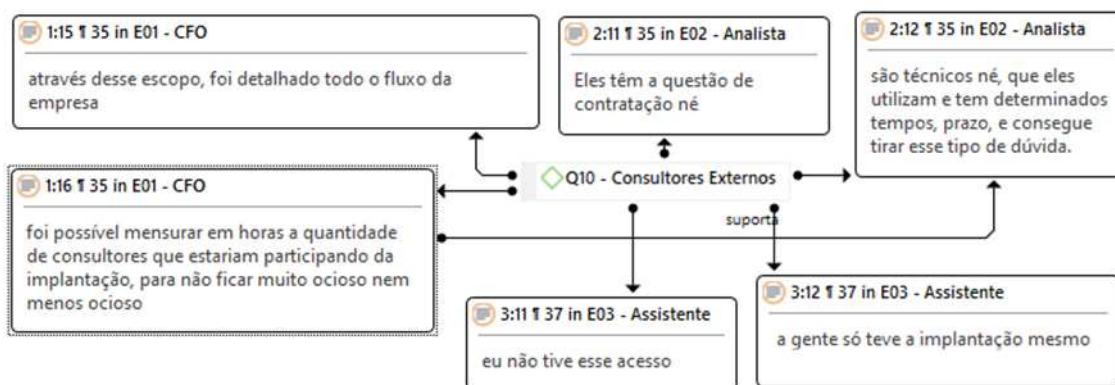 1:15 ¶ 35 in E01 - CFO
através desse escopo, foi detalhado todo o fluxo da
empresa
2:11 ¶ 35 in E02 - Analista
Eles têm a questão de
contratação né
2:12 ¶ 35 in E02 - Analista
são técnicos né, que eles
utilizam e tem determinados
tempos, prazo, e consegue
tirar esse tipo de dúvida.
Q10 - Consultores Externos
1:16 ¶ 35 in E01 - CFO
foi possível mensurar em horas a quantidade
de consultores que estariam participando da
implantação, para não ficar muito ocioso nem
menos ocioso
suporta
3:11 ¶ 37 in E03 - Assistente
eu não tive esse acesso
3:12 ¶ 37 in E03 - Assistente
a gente só teve a implantação mesmo